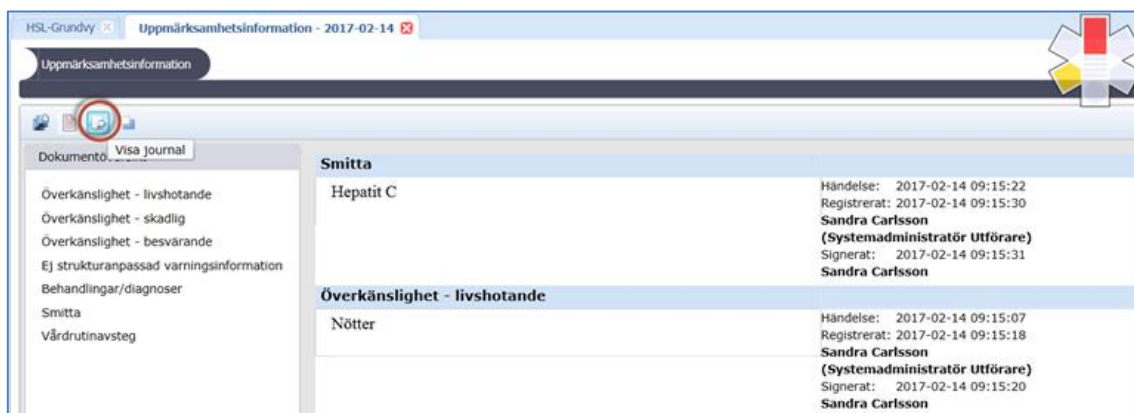 HSL-Grundvy
Uppmärksamhetsinformation - 2017-02-14
Uppmärksamhetsinformation
Visa journal
Smitta
Överkänslighet - livshotande
Överkänslighet - skadlig
Överkänslighet - besvärande
Ej strukturanpassad varningsinformation
Behandlingar/diagnoser
Smitta
Vårdrutinavsteg
Hepatit C
Händelse: 2017-02-14 09:15:22
Registrerat: 2017-02-14 09:15:30
Sandra Carlsson
(Systemadministratör Utförare)
Signerat: 2017-02-14 09:15:31
Sandra Carlsson
Överkänslighet - livshotande
Nötter
Händelse: 2017-02-14 09:15:07
Registrerat: 2017-02-14 09:15:18
Sandra Carlsson
(Systemadministratör Utförare)
Signerat: 2017-02-14 09:15:20
Sandra Carlsson